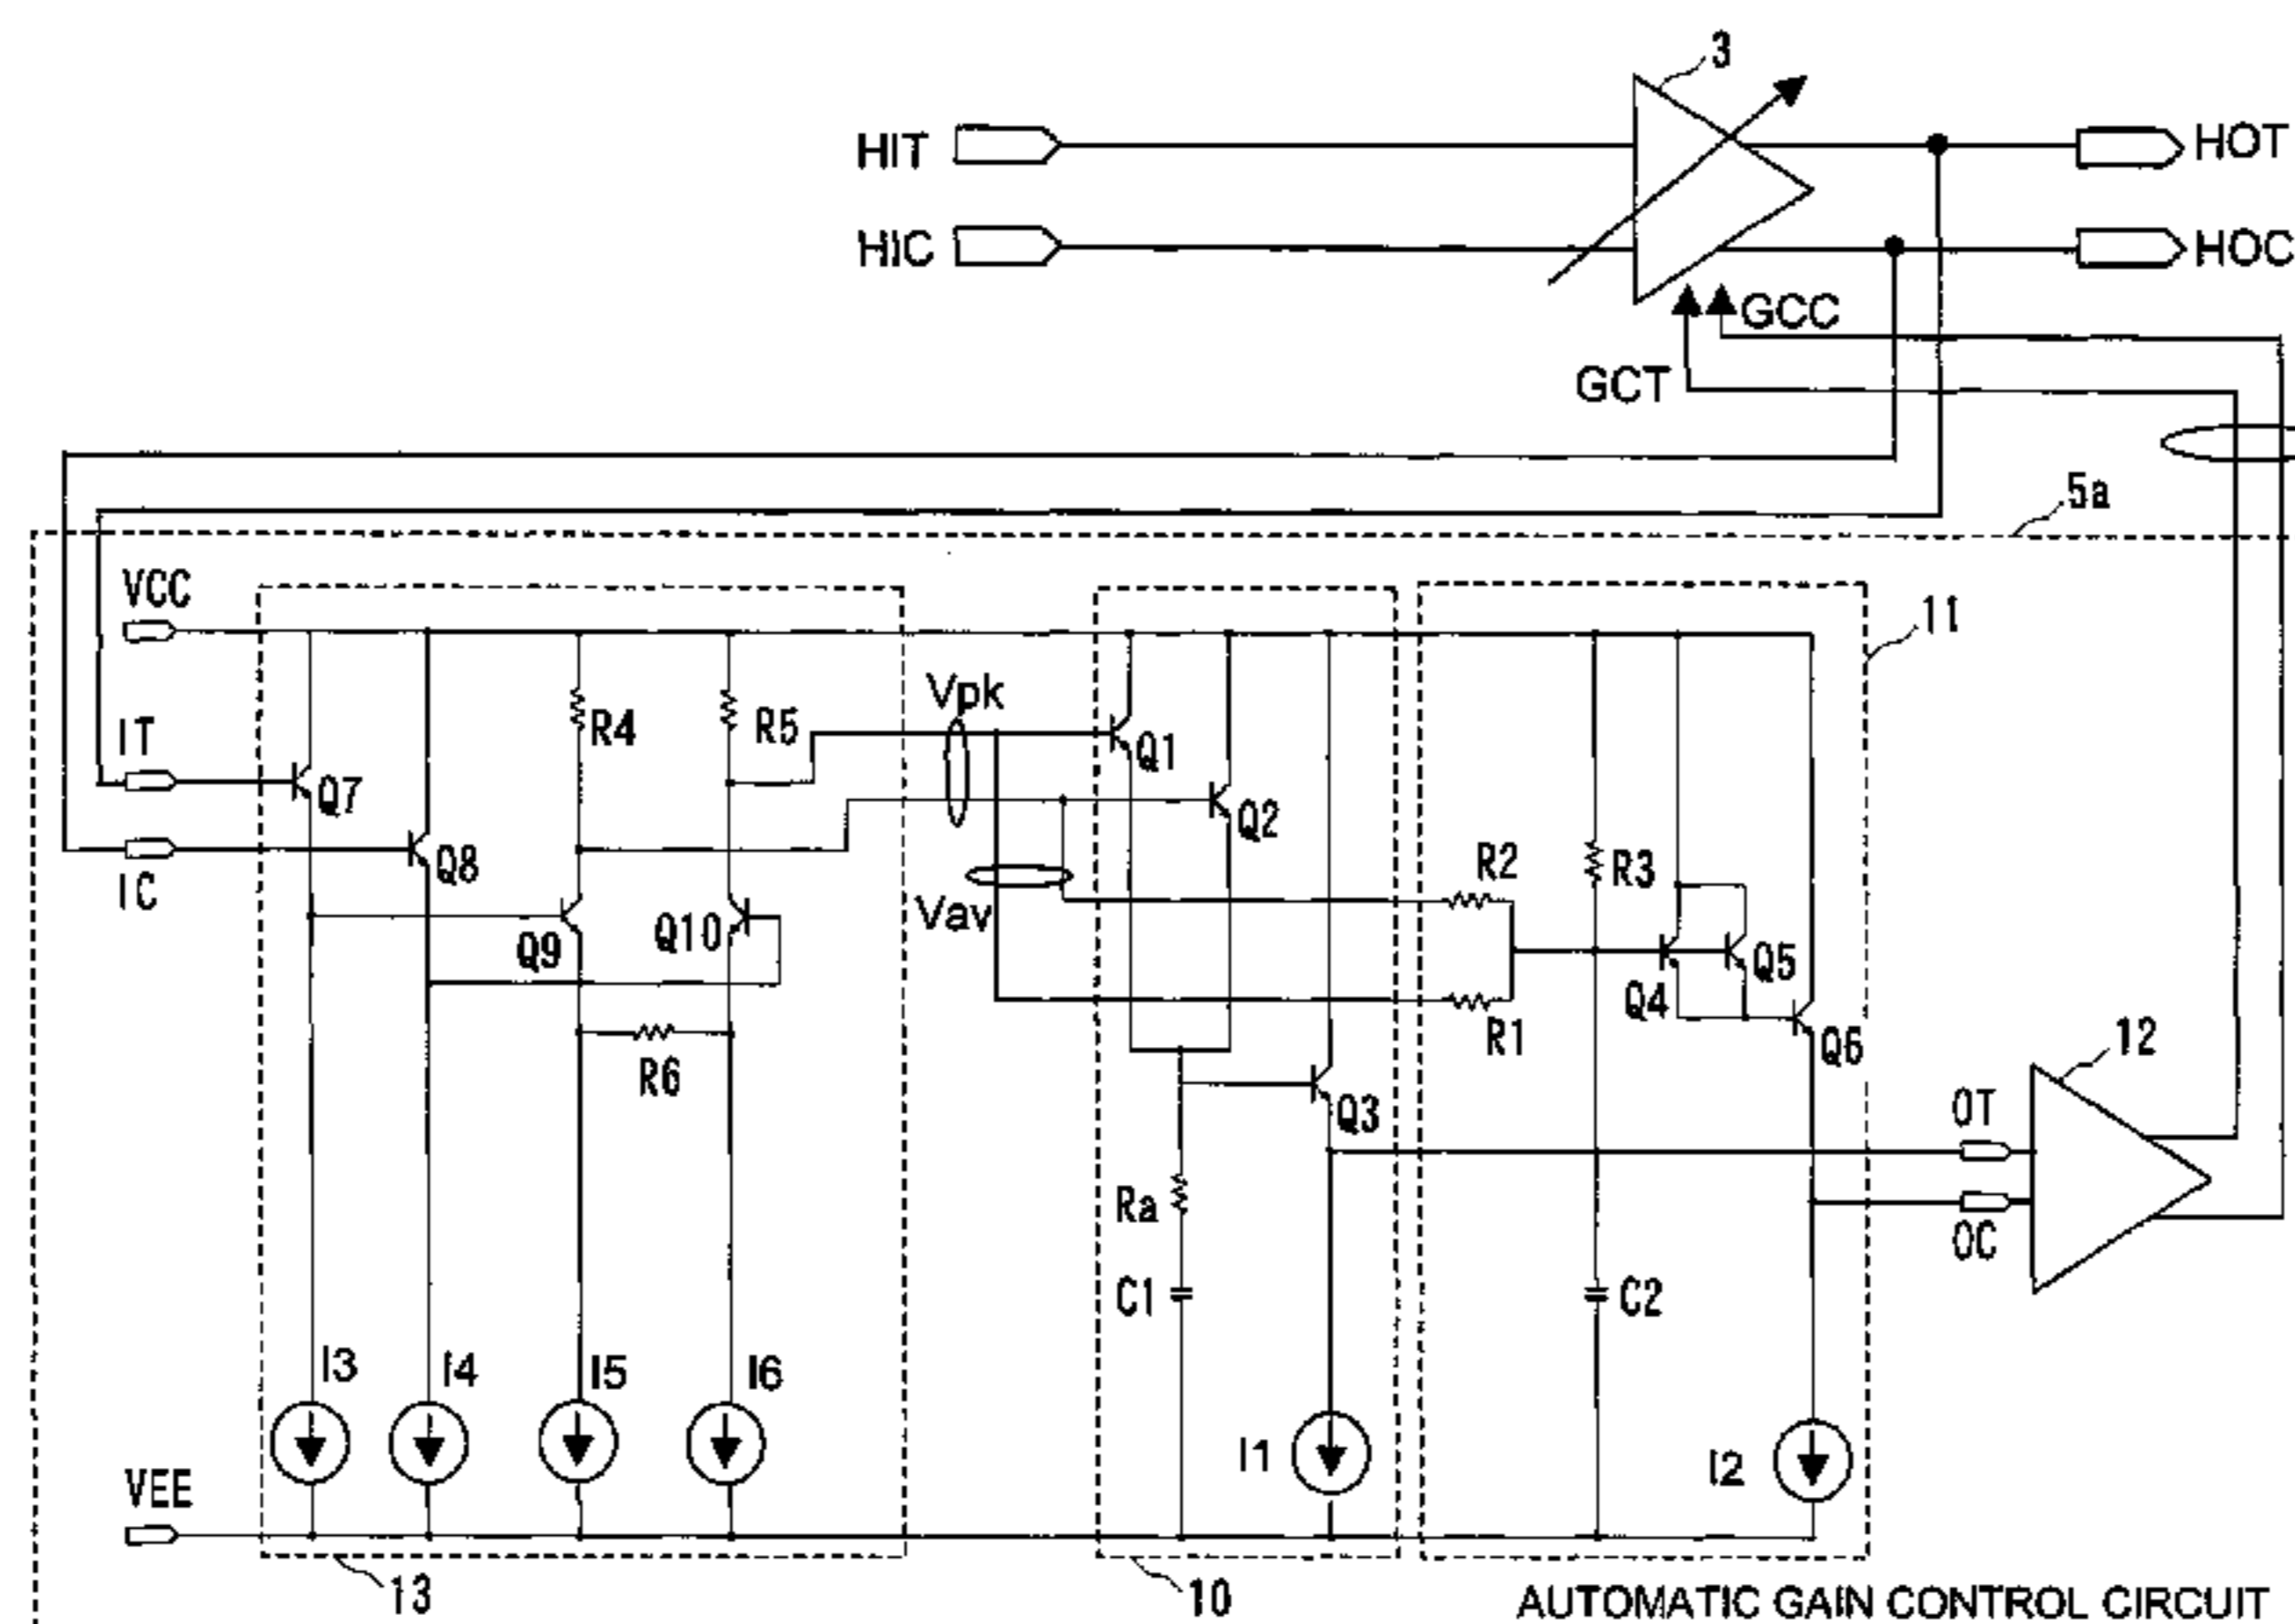 3
HIT
HOT
HIC
HOC
GCC
GCT
5a
VCC
11
Vpk
IT
R4
R5
Q1
Q7
Q2
IC
Q8
R2
R3
Vav
Q9
Q10
Q5
Q4
R1
Q6
R6
12
Q3
OT
Ra
OC
C1
C2
I3
I4
I5
I6
I1
I2
VEE
13
10
AUTOMATIC GAIN CONTROL CIRCUIT